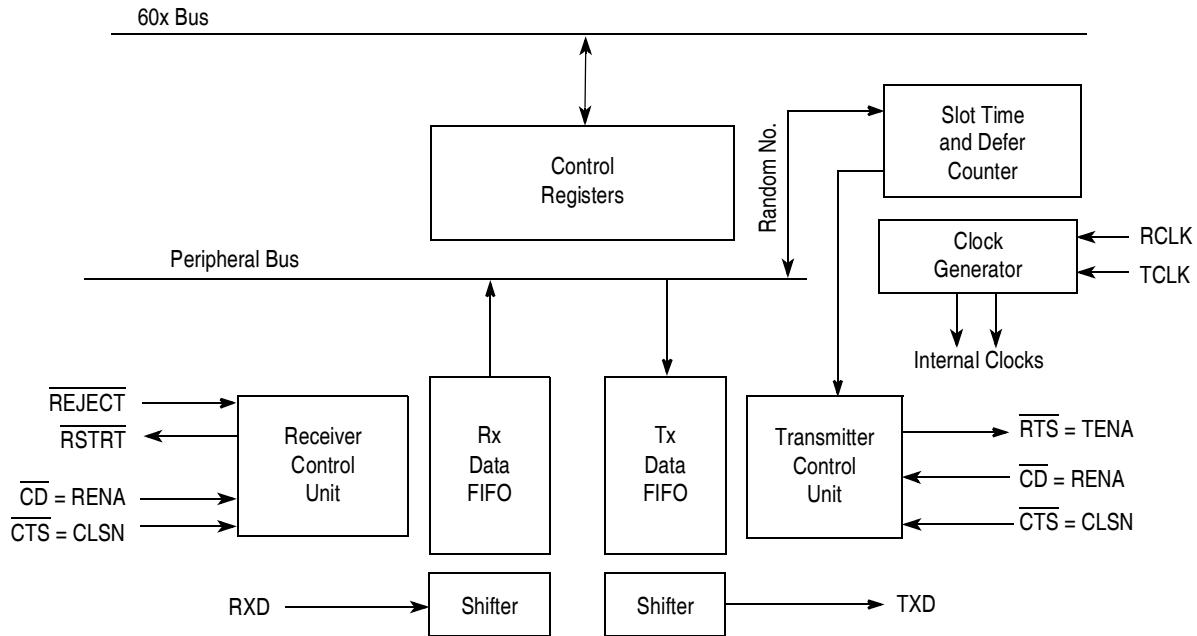 60x Bus
Control
Registers
Random No.
Slot Time
and Defer
Counter
Clock
Generator
RCLK
TCLK
Internal Clocks
Peripheral Bus
REJECT
RSTRT
CD = RENA
CTS = CLSN
Receiver
Control
Unit
Rx
Data
FIFO
Tx
Data
FIFO
Transmitter
Control
Unit
RTS = TENA
CD = RENA
CTS = CLSN
RXD
Shifter
Shifter
TXD